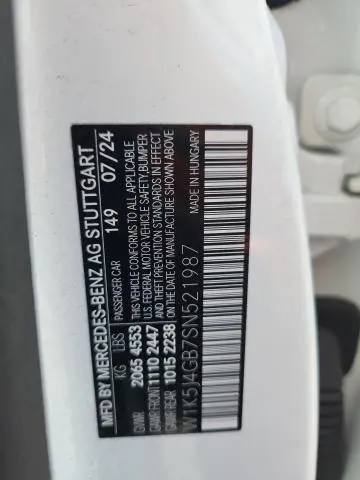 MFD BY MERCEDES-BENZ AG STUTTGART
PASSENGER CAR 149 07/24
KG LBS THIS VEHICLE CONFORMS TO ALL APPLICABLE
GVWR 2065 4553 U.S. FEDERAL MOTOR VEHICLE SAFETY, BUMPER
GAWR FRONT 1110 2447 AND THEFT PREVENTION STANDARDS IN EFFECT ON
GAWR REAR 1015 2238 THE DATE OF MANUFACTURE SHOWN ABOVE.
W1K5J4GB7SN521987 MADE IN HUNGARY